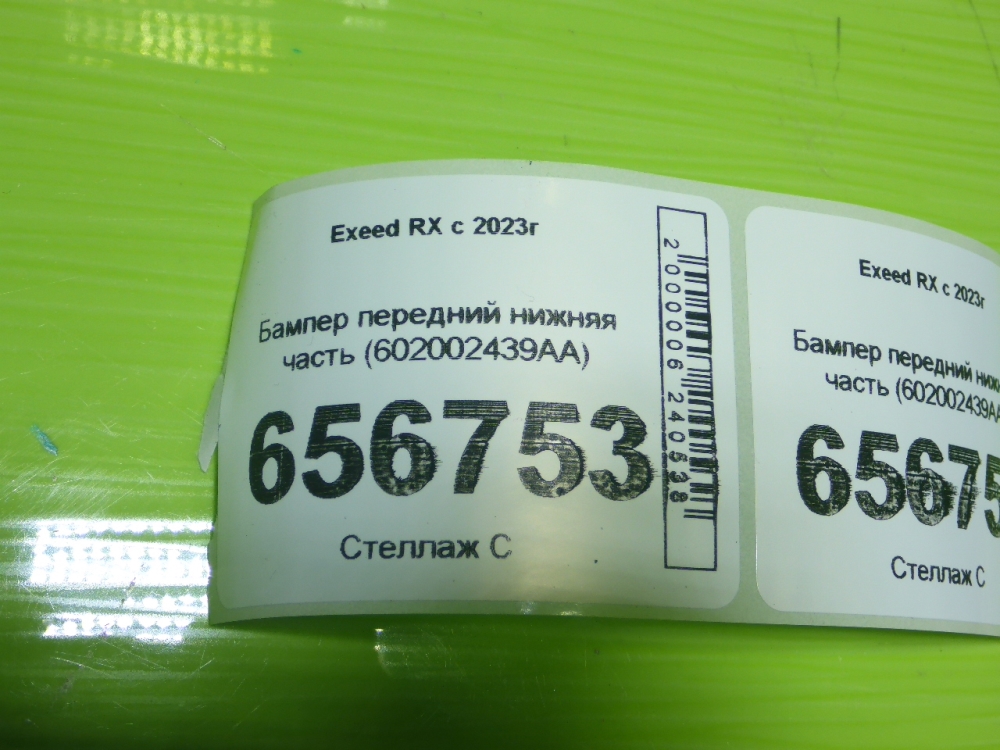 Exeed RX с 2023г
Бампер передний нижняя
часть (602002439AA)
656753
Стеллаж С
2000006240538
Exeed RX с 2023г
Бампер передний
часть (602002439A
65675
Стеллаж С